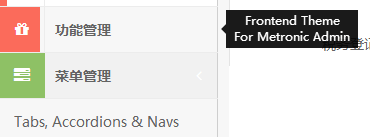 功能管理
Frontend Theme
For Metronic Admin
菜单管理
Tabs, Accordions & Navs